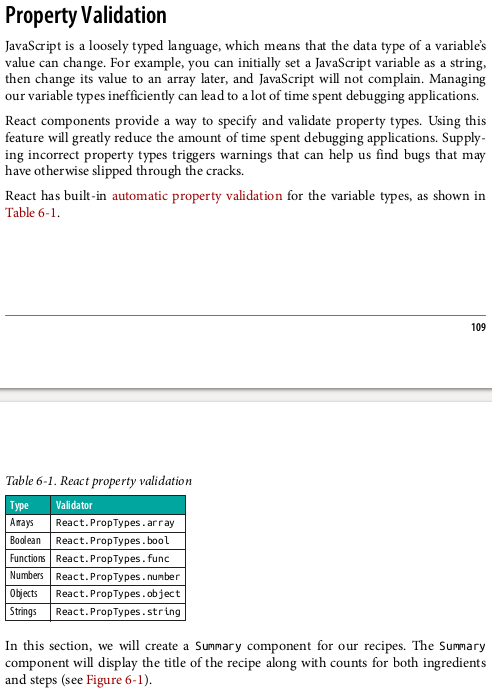 Property Validation
JavaScript is a loosely typed language, which means that the data type of a variable's
value can change. For example, you can initially set a JavaScript variable as a string,
then change its value to an array later, and JavaScript will not complain. Managing
our variable types inefficiently can lead to a lot of time spent debugging applications.
React components provide a way to specify and validate property types. Using this
feature will greatly reduce the amount of time spent debugging applications. Supply-
ing incorrect property types triggers warnings that can help us find bugs that may
have otherwise slipped through the cracks.
React has built-in automatic property validation for the variable types, as shown in
Table 6-1.
109
Table 6-1. React property validation
Type Validator
Arrays React.PropTypes.array
Boolean React.PropTypes.bool
Functions React.PropTypes.func
Numbers React.PropTypes.number
Objects React.PropTypes.object
Strings React.PropTypes.string
In this section, we will create a Summary component for our recipes. The Summary
component will display the title of the recipe along with counts for both ingredients
and steps (see Figure 6-1).